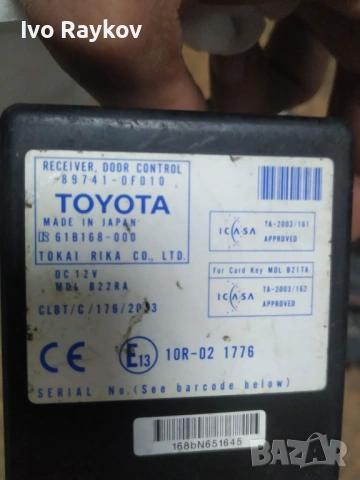 Ivo Raykov
RECEIVER, DOOR CONTROL
89741-0F010
TOYOTA
MADE IN JAPAN
61B168-000
TOKAI RIKA CO., LTD.
DC 12V
MDL B22RA
CLBT/C/176/2003
ICASA
TA-2003/161
APPROVED
For Card Key MDL B21TA
ICASA
TA-2003/162
APPROVED
CE E13 10R-02 1776
SERIAL No.(See barcode below)
168bN651645
BAZAR